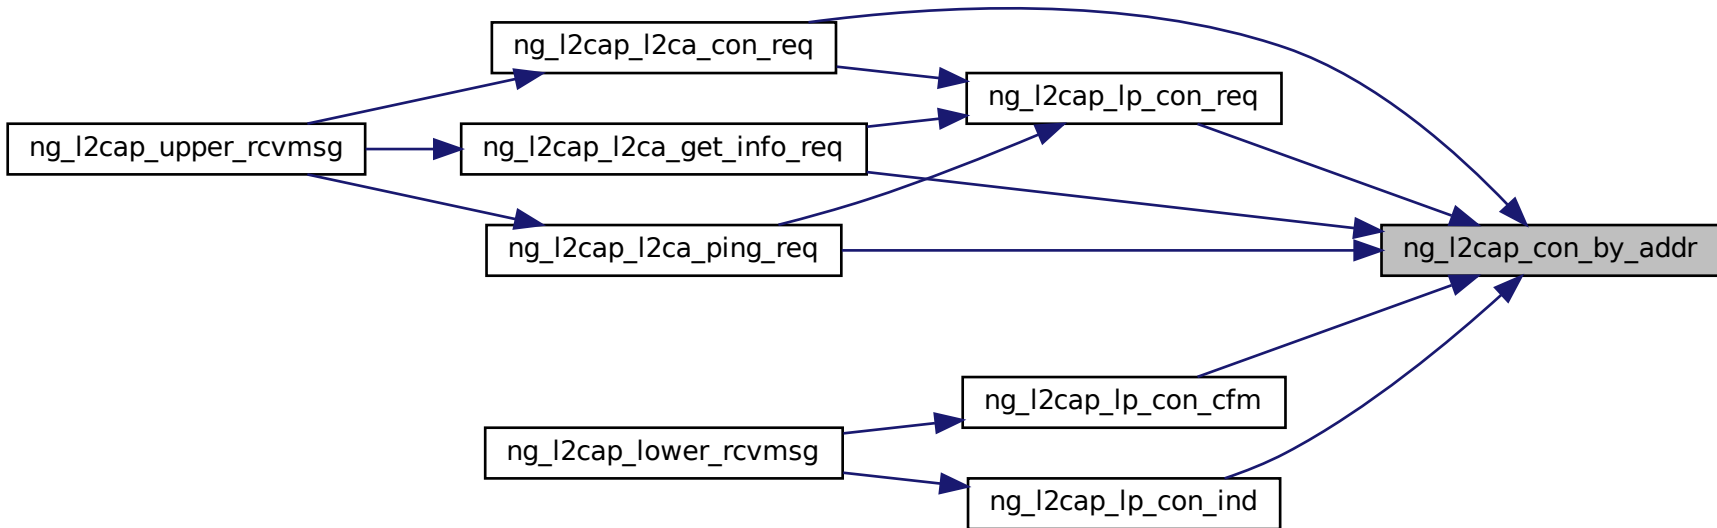 ng_l2cap_l2ca_con_req
ng_l2cap_lp_con_req
ng_l2cap_upper_rcvmsg
ng_l2cap_l2ca_get_info_req
ng_l2cap_l2ca_ping_req
ng_l2cap_con_by_addr
ng_l2cap_lp_con_cfm
ng_l2cap_lower_rcvmsg
ng_l2cap_lp_con_ind